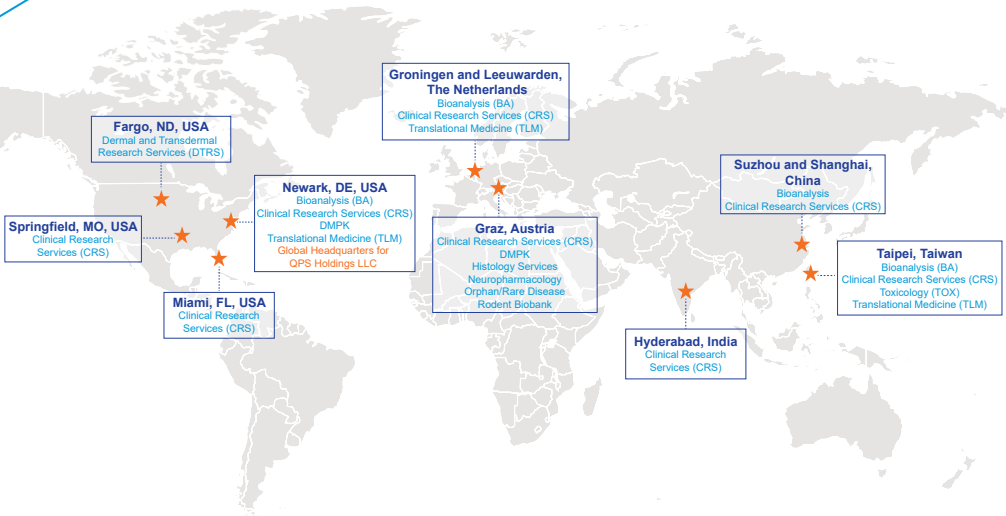 Groningen and Leeuwarden,
The Netherlands
Bioanalysis (BA)
Clinical Research Services (CRS)
Translational Medicine (TLM)
Fargo, ND, USA
Dermal and Transdermal
Research Services (DTRS)
Suzhou and Shanghai,
China
Bioanalysis
Clinical Research Services (CRS)
Newark, DE, USA
Bioanalysis (BA)
Clinical Research Services (CRS)
DMPK
Translational Medicine (TLM)
Global Headquarters for
QPS Holdings LLC
Springfield, MO, USA
Clinical Research
Services (CRS)
Graz, Austria
Clinical Research Services (CRS)
DMPK
Histology Services
Neuropharmacology
Orphan/Rare Disease
Rodent Biobank
Taipei, Taiwan
Bioanalysis (BA)
Clinical Research Services (CRS)
Toxicology (TOX)
Translational Medicine (TLM)
Miami, FL, USA
Clinical Research
Services (CRS)
Hyderabad, India
Clinical Research
Services (CRS)